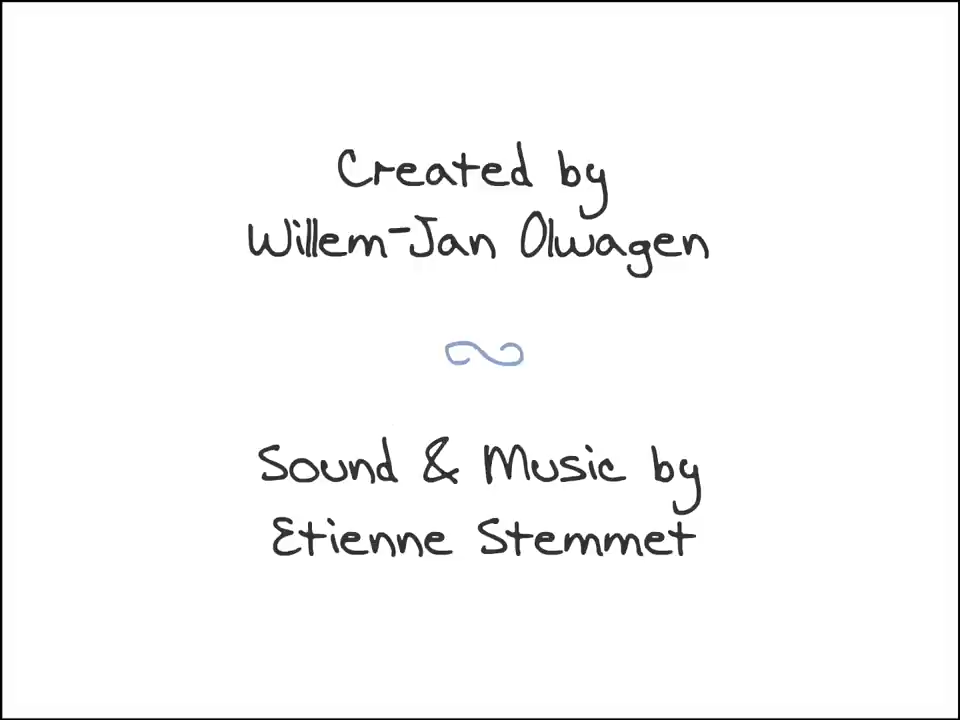 Created by
Willem-Jan Olwagen
Sound & Music by
Etienne Stemmet